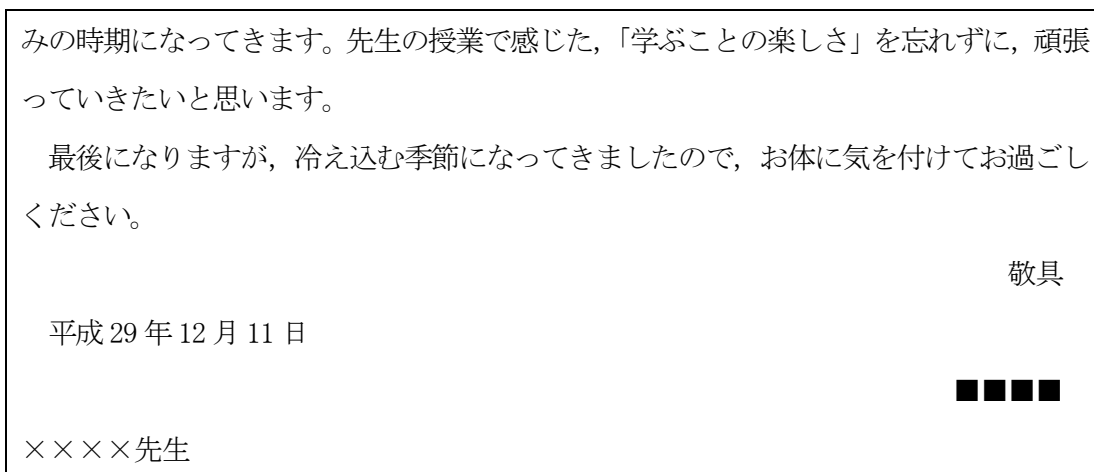 みの時期になってきます。先生の授業で感じた，「学ぶことの楽しさ」を忘れずに，頑張
っていきたいと思います。
最後になりますが，冷え込む季節になってきましたので，お体に気を付けてお過ごし
ください。
敬具
平成 29 年 12 月 11 日
■■■■
××××先生